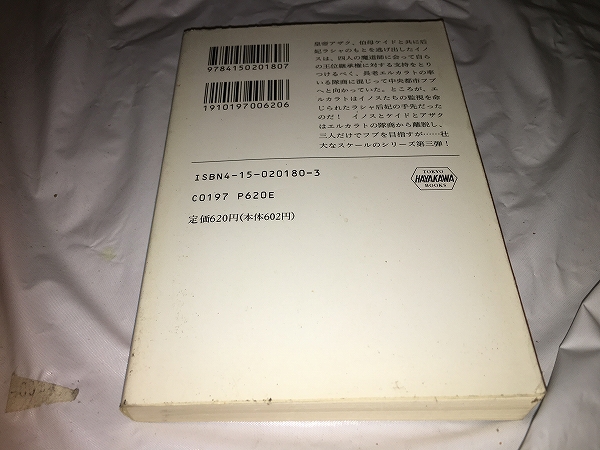 9784150201807
1910197006206
皇帝アザク、伯母ケイドと共に后
妃ラシャのもとを逃げ出したイノ
スは、四人の魔道師に会って自ら
の王位継承権に対する支持をとり
つけるべく、長老エルカラトの率
いる隊商に混じって中央都市フブ
へと向かっていた。ところが、エ
ルカラトはイノスたちの監視を命
じられたラシャ后妃の手先だった
のだ！　イノスとケイドとアザク
はエルカラトの隊商から離脱し、
三人だけでフブを目指すが……壮
大なスケールのシリーズ第三弾！
ISBN4-15-020180-3
C0197 P620E
定価620円(本体602円)
TOKYO
HAYAKAWA
BOOKS